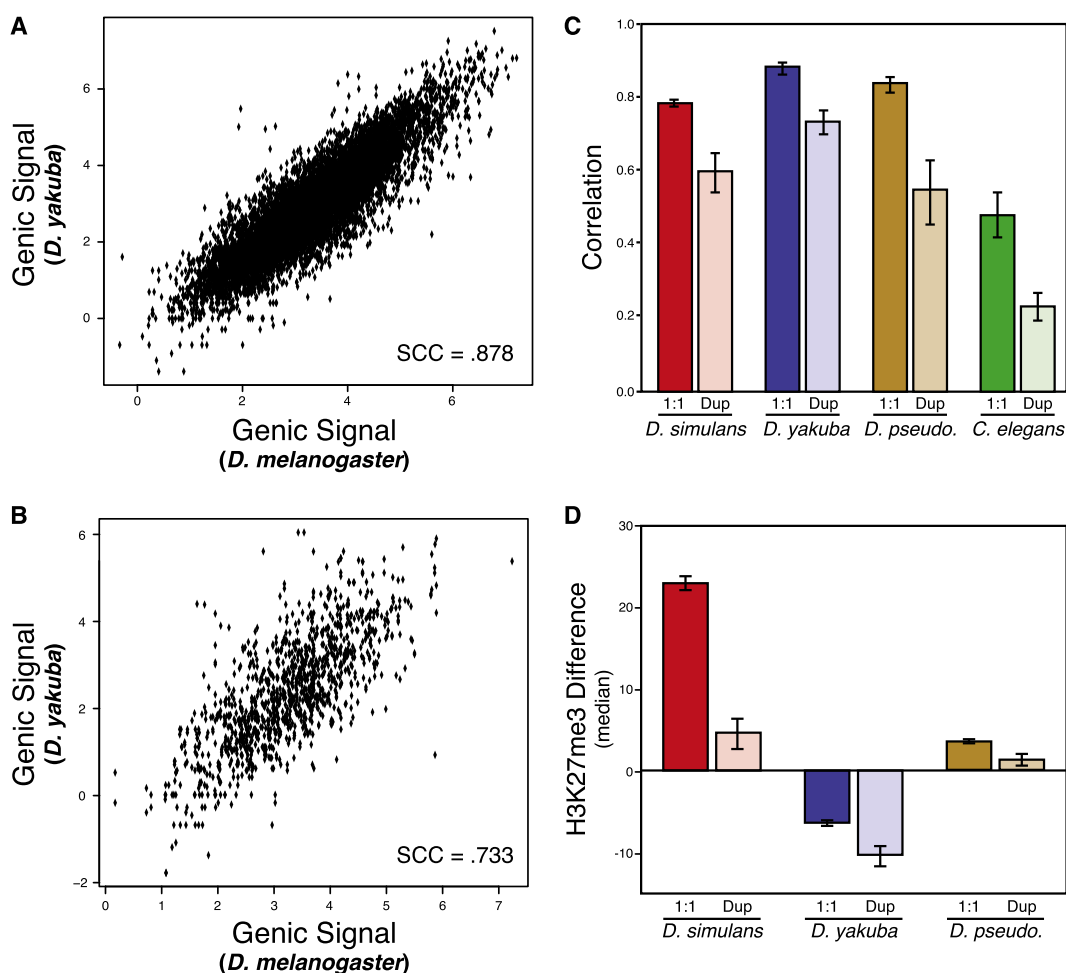 A
Genic Signal
(D. yakuba)
6
4
2
0
SCC = .878
0
2
4
6
Genic Signal
(D. melanogaster)
B
Genic Signal
(D. yakuba)
6
4
2
0
−2
SCC = .733
0
1
2
3
4
5
6
7
Genic Signal
(D. melanogaster)
C
Correlation
1.0
0.8
0.6
0.4
0.2
0.0
1:1 Dup 1:1 Dup 1:1 Dup 1:1 Dup
D. simulans D. yakuba D. pseudo. C. elegans
D
H3K27me3 Difference
(median)
30
20
10
0
-10
1:1 Dup 1:1 Dup 1:1 Dup
D. simulans D. yakuba D. pseudo.